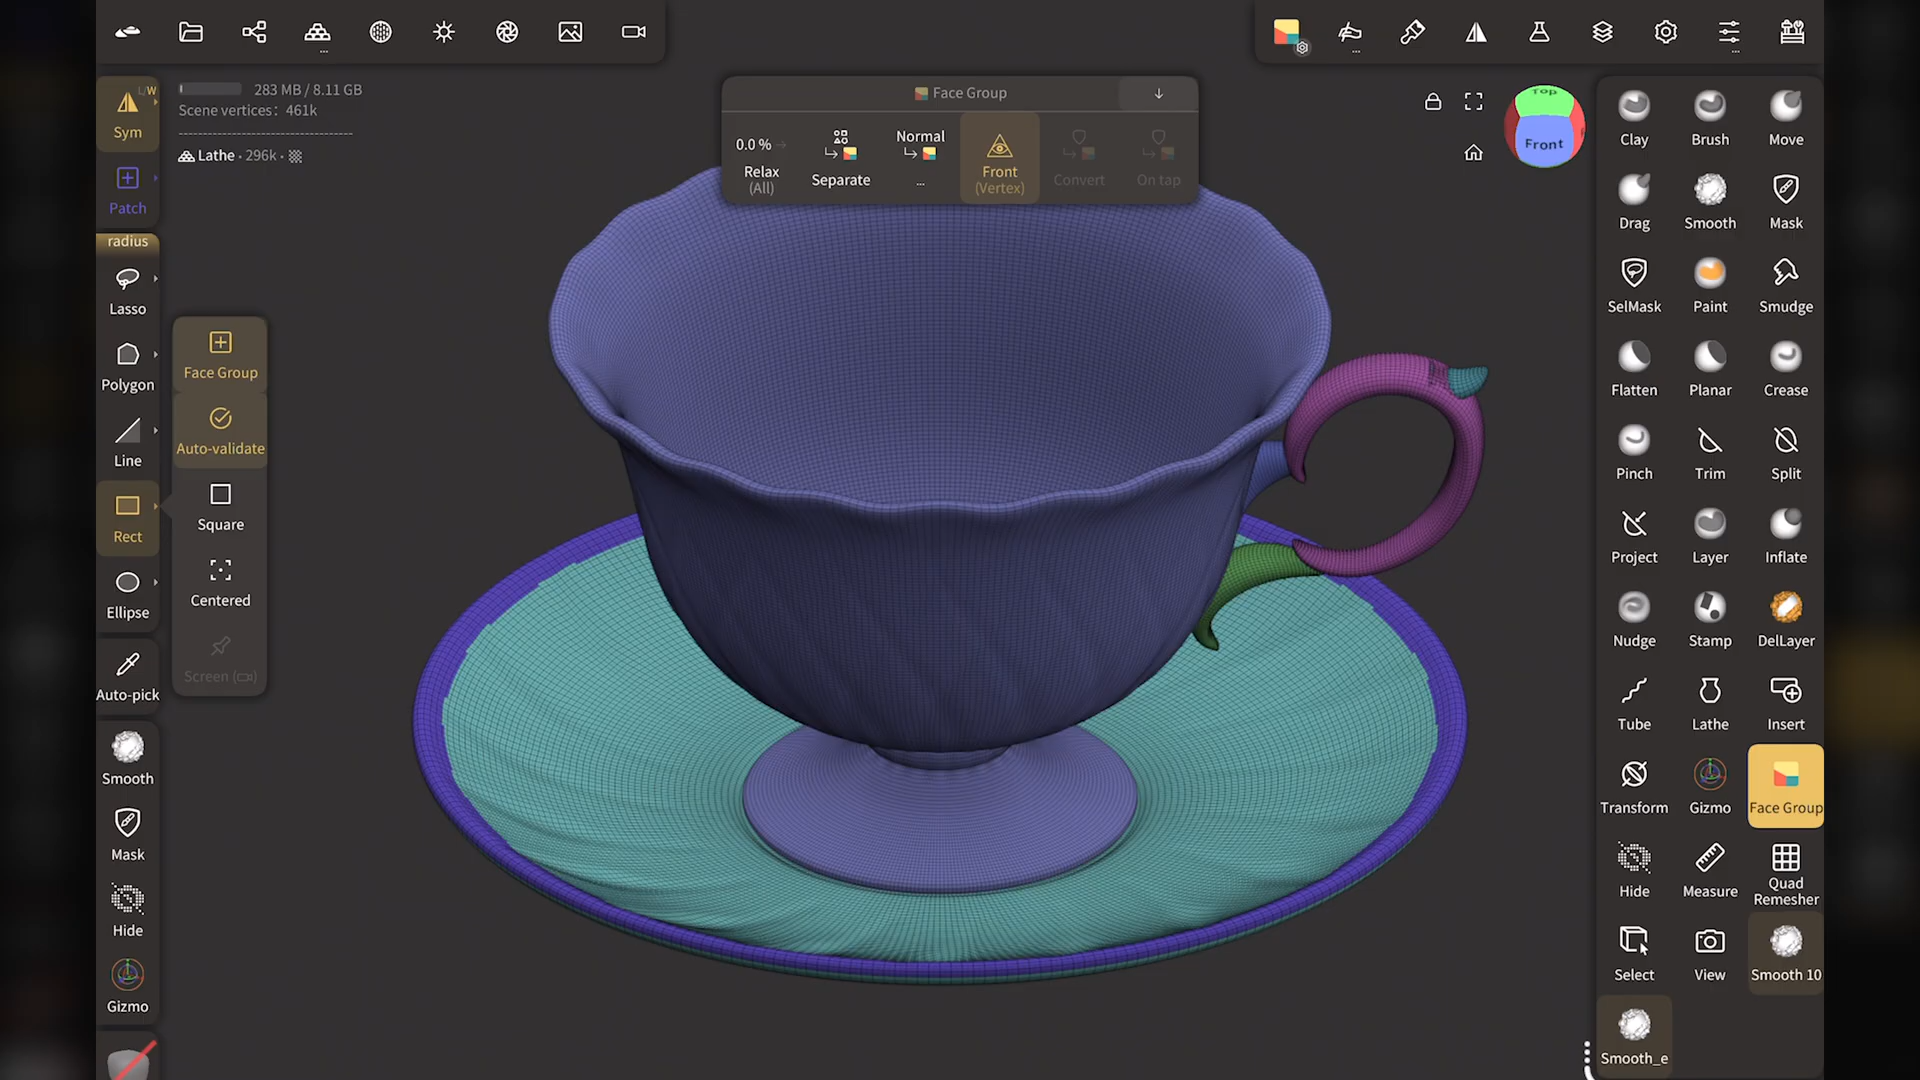 L/W
Sym
Patch
radius
Lasso
Polygon
Line
Rect
Ellipse
Auto-pick
Smooth
Mask
Hide
Gizmo
283 MB / 8.11 GB
Scene vertices: 461k
Lathe • 296k •
Face Group
Auto-validate
Square
Centered
Screen
Face Group
0.0 %
Relax
(All)
Separate
Normal
...
Front
(Vertex)
Convert
On tap
Top
Front
Clay
Brush
Move
Drag
Smooth
Mask
SelMask
Paint
Smudge
Flatten
Planar
Crease
Pinch
Trim
Split
Project
Layer
Inflate
Nudge
Stamp
DelLayer
Tube
Lathe
Insert
Transform
Gizmo
Face Group
Hide
Measure
Quad
Remesher
Select
View
Smooth 10
Smooth_e